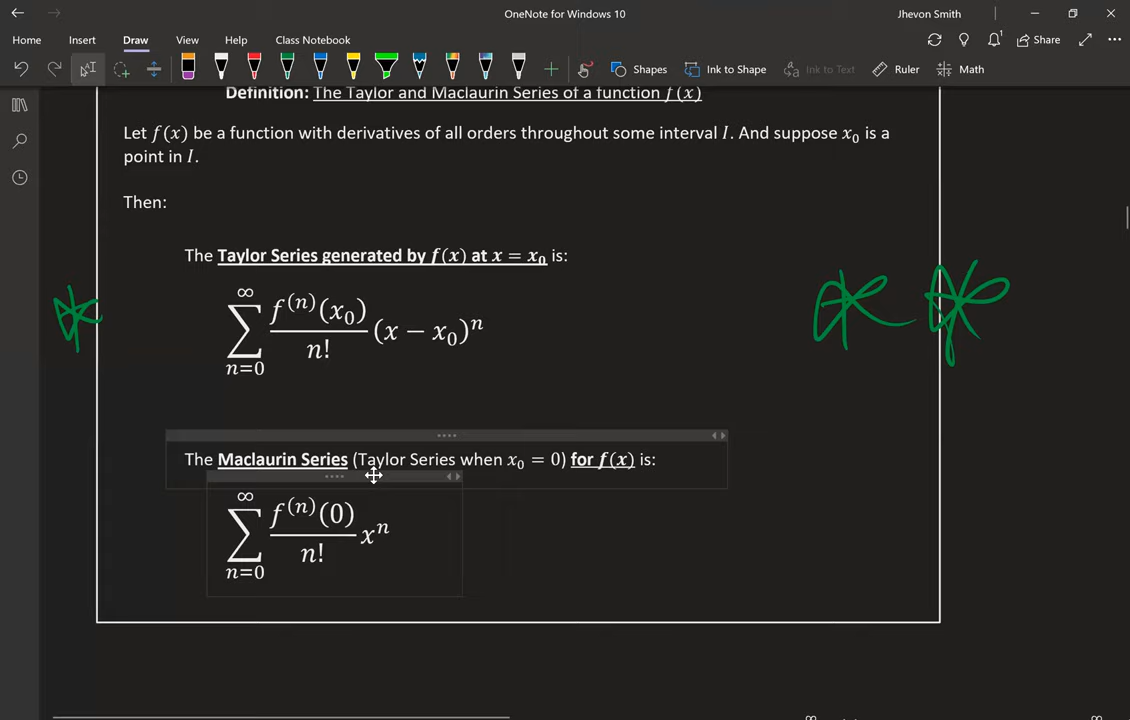 OneNote for Windows 10
Jhevon Smith
Home Insert Draw View Help Class Notebook
Share
Shapes Ink to Shape Ink to Text Ruler Math
Definition: The Taylor and Maclaurin Series of a function f(x)
Let f(x) be a function with derivatives of all orders throughout some interval I. And suppose x₀ is a
point in I.
Then:
The Taylor Series generated by f(x) at x = x₀ is:
∑_{n=0}^{∞} f⁽ⁿ⁾(x₀)/n! (x − x₀)ⁿ
The Maclaurin Series (Taylor Series when x₀ = 0) for f(x) is:
∑_{n=0}^{∞} f⁽ⁿ⁾(0)/n! xⁿ
∞ ∞